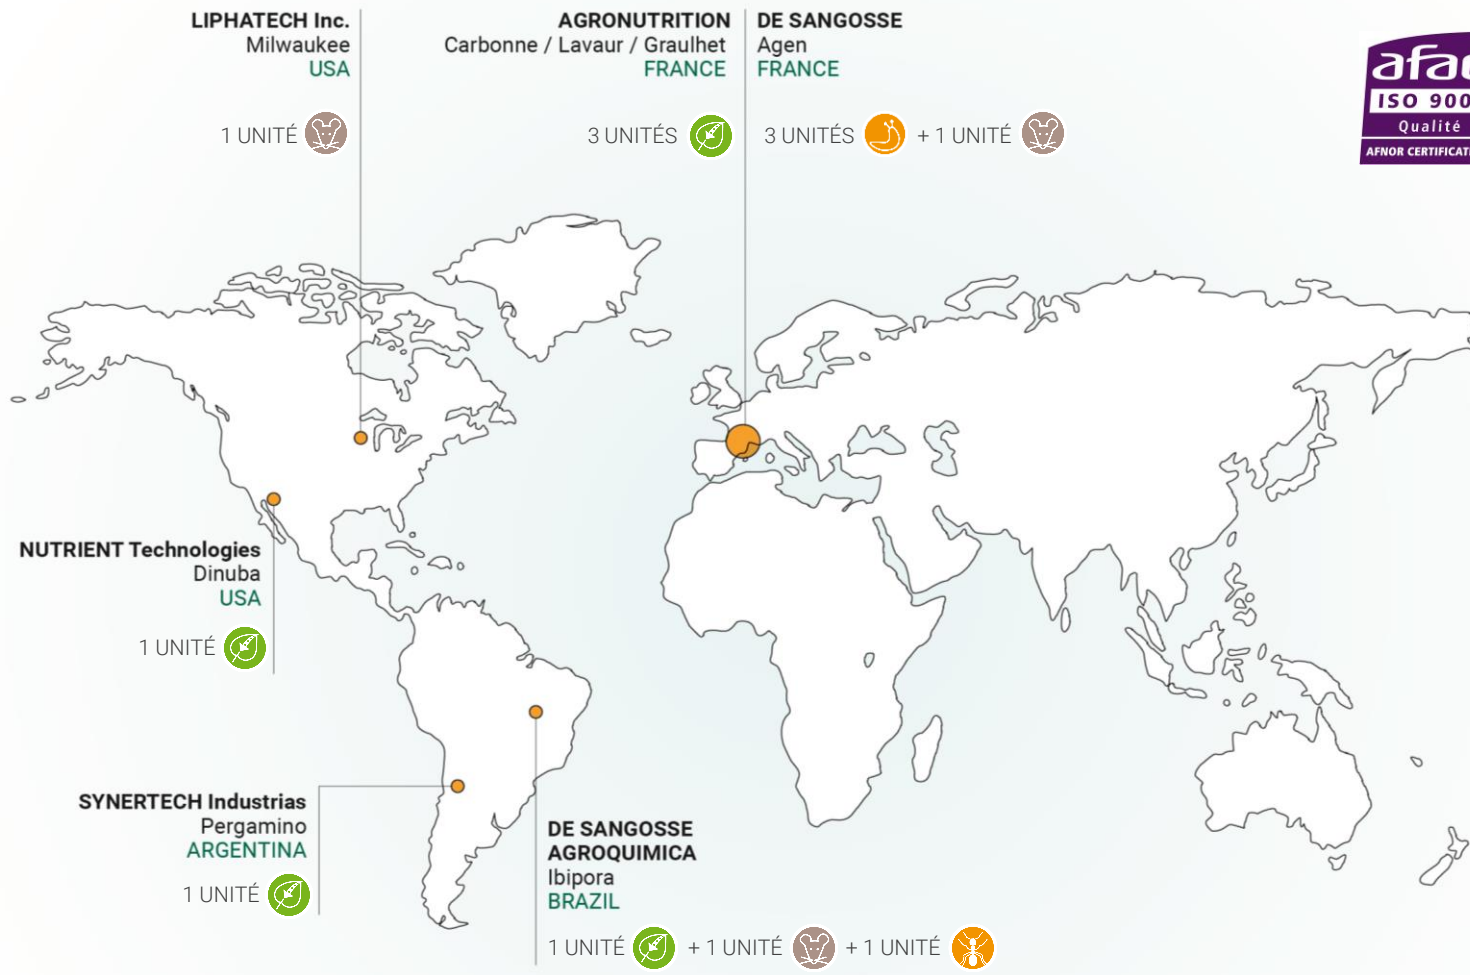 LIPHATECH Inc.
Milwaukee
USA
1 UNITÉ
AGRONUTRITION
Carbonne / Lavaur / Graulhet
FRANCE
3 UNITÉS
DE SANGOSSE
Agen
FRANCE
3 UNITÉS + 1 UNITÉ
ISO 900
Qualité
AFNOR
NUTRIENT Technologies
Dinuba
USA
1 UNITÉ
SYNERTECH Industrias
Pergamino
ARGENTINA
1 UNITÉ
DE SANGOSSE
AGROQUIMICA
Ibipora
BRAZIL
1 UNITÉ + 1 UNITÉ + 1 UNITÉ